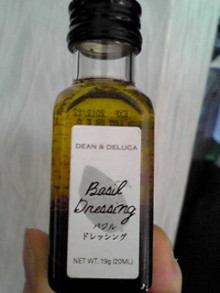 DEAN & DELUCA
Basil
Dressing
バジル
ドレッシング
NET WT. 19g (20ML)